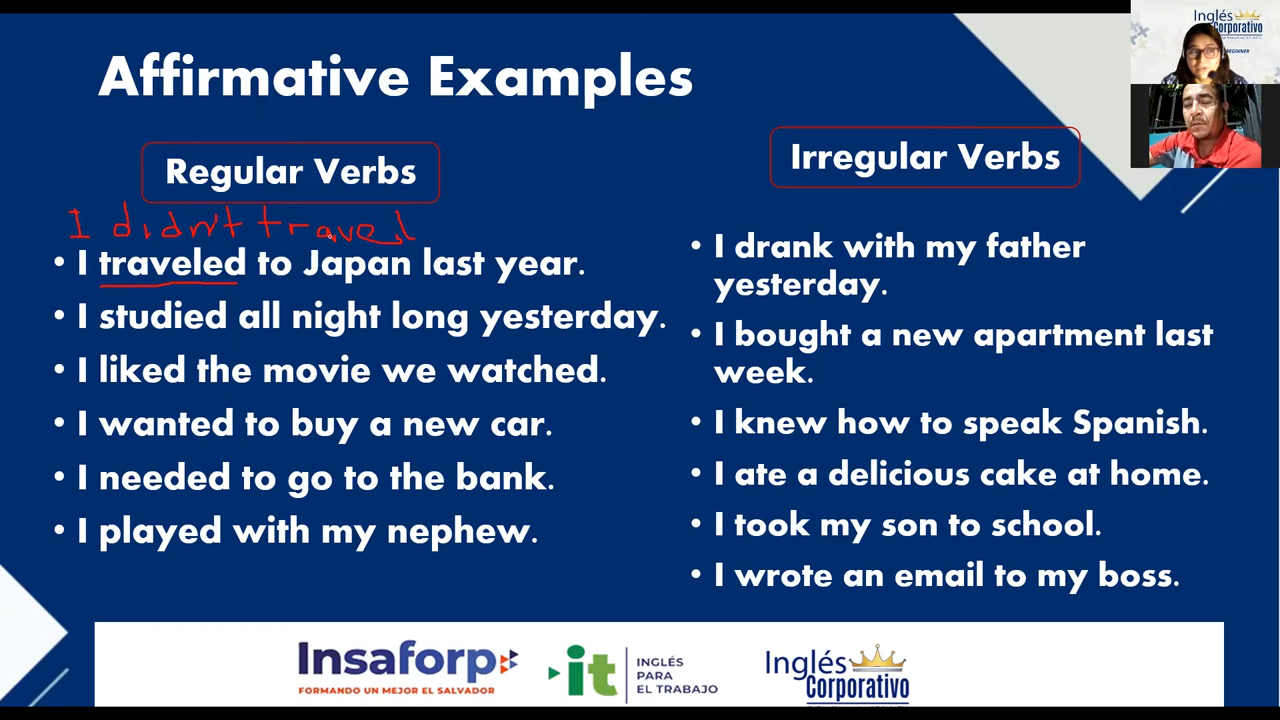 Affirmative Examples
Inglés
Corporativo
BEGINNER
Regular Verbs
I didn't travel
• I traveled to Japan last year.
• I studied all night long yesterday.
• I liked the movie we watched.
• I wanted to buy a new car.
• I needed to go to the bank.
• I played with my nephew.
Irregular Verbs
• I drank with my father
yesterday.
• I bought a new apartment last
week.
• I knew how to speak Spanish.
• I ate a delicious cake at home.
• I took my son to school.
• I wrote an email to my boss.
Insaforp
FORMANDO UN MEJOR EL SALVADOR
it
INGLÉS
PARA
EL TRABAJO
Inglés
Corporativo